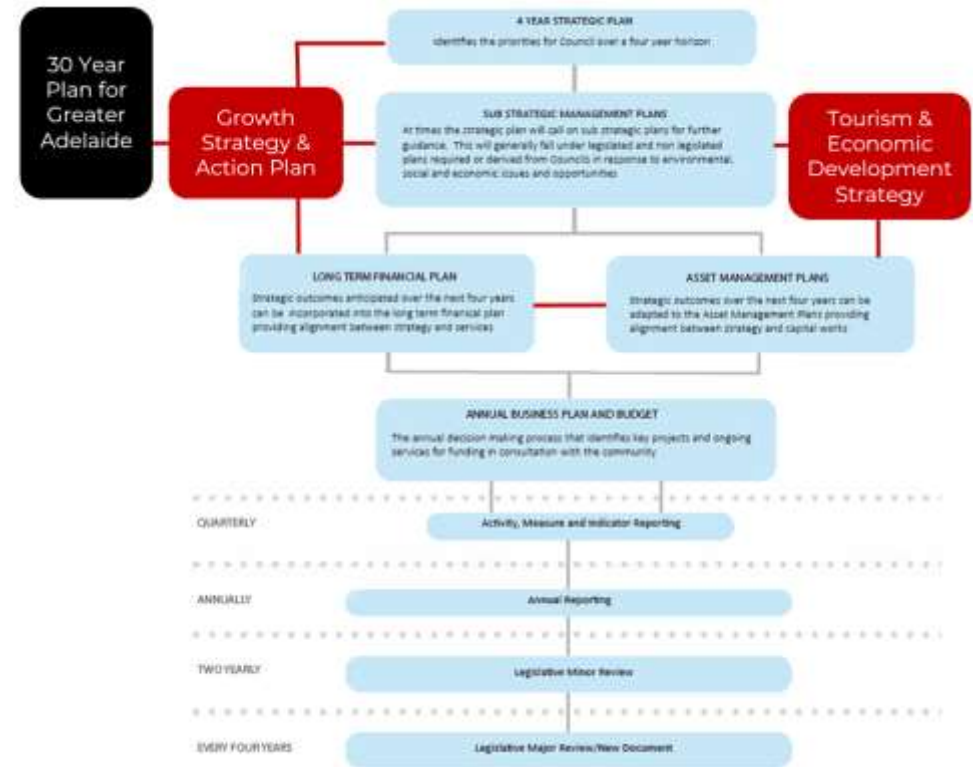 30 Year
Plan for
Greater
Adelaide
Growth
Strategy &
Action Plan
Tourism &
Economic
Development
Strategy
4 YEAR STRATEGIC PLAN
Identifies the priorities for Council over a four year horizon
SUB STRATEGIC MANAGEMENT PLANS
At times the strategic plan will call on sub strategic plans for further
guidance. This will generally fall under legislated and non legislated
plans required or derived from Councils in response to environmental,
social and economic issues and opportunities
LONG TERM FINANCIAL PLAN
Strategic outcomes anticipated over the next four years
can be incorporated into the long term financial plan
providing alignment between strategy and services
ASSET MANAGEMENT PLANS
Strategic outcomes over the next four years can be
adapted to the Asset Management Plans providing
alignment between strategy and capital works
ANNUAL BUSINESS PLAN AND BUDGET
The annual decision making process that identifies key projects and ongoing
services for funding in consultation with the community
QUARTERLY
Activity, Measure and Indicator Reporting
ANNUALLY
Annual Reporting
TWO YEARLY
Legislative Minor Review
EVERY FOUR YEARS
Legislative Major Review/New Document